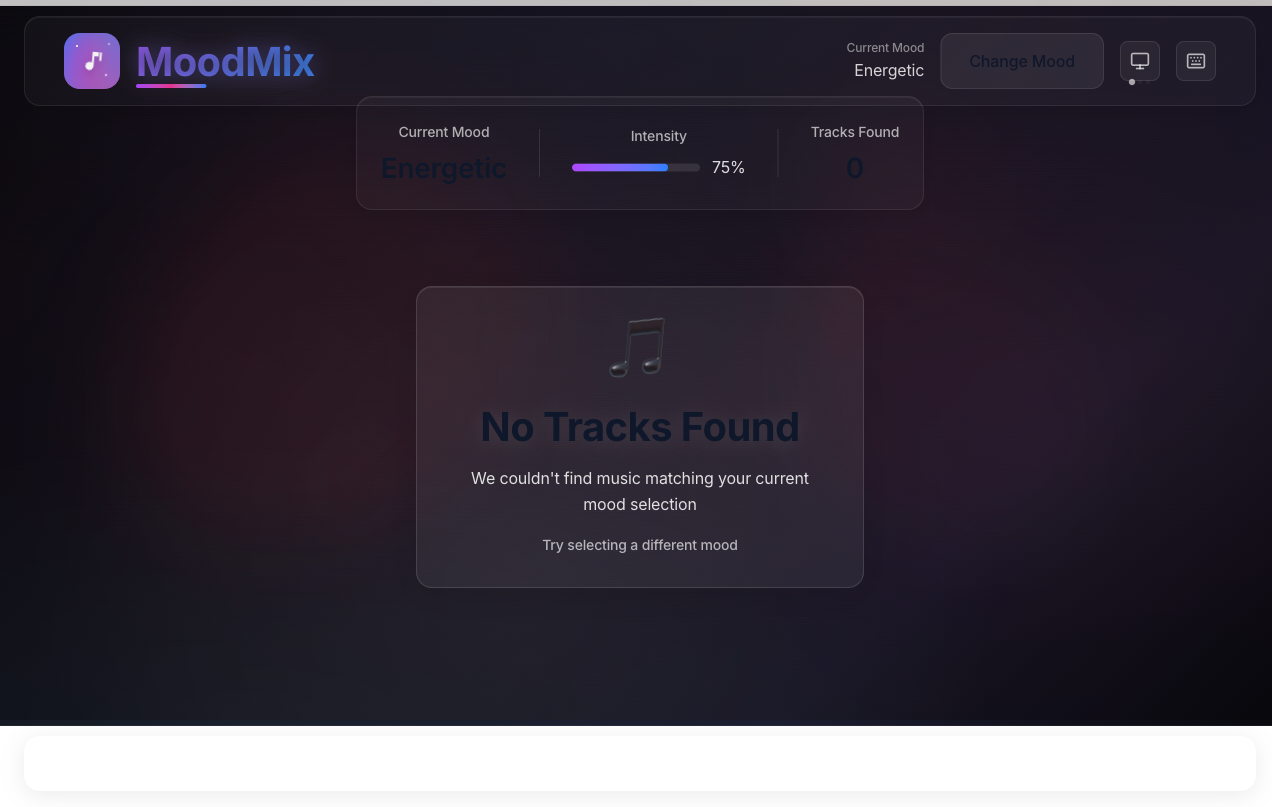 MoodMix
Current Mood
Energetic
Change Mood
Current Mood
Energetic
Intensity
75%
Tracks Found
0
No Tracks Found
We couldn't find music matching your current
mood selection
Try selecting a different mood